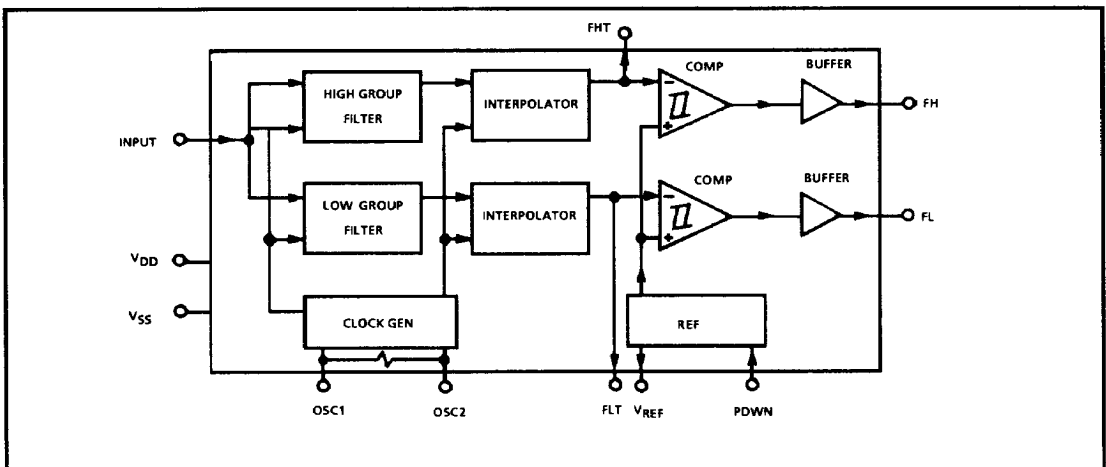 FHT
COMP
BUFFER
HIGH GROUP
FILTER
INTERPOLATOR
−
+
FH
INPUT
COMP
BUFFER
LOW GROUP
FILTER
INTERPOLATOR
−
+
FL
VDD
VSS
CLOCK GEN
REF
OSC1
OSC2
FLT
VREF
PDWN